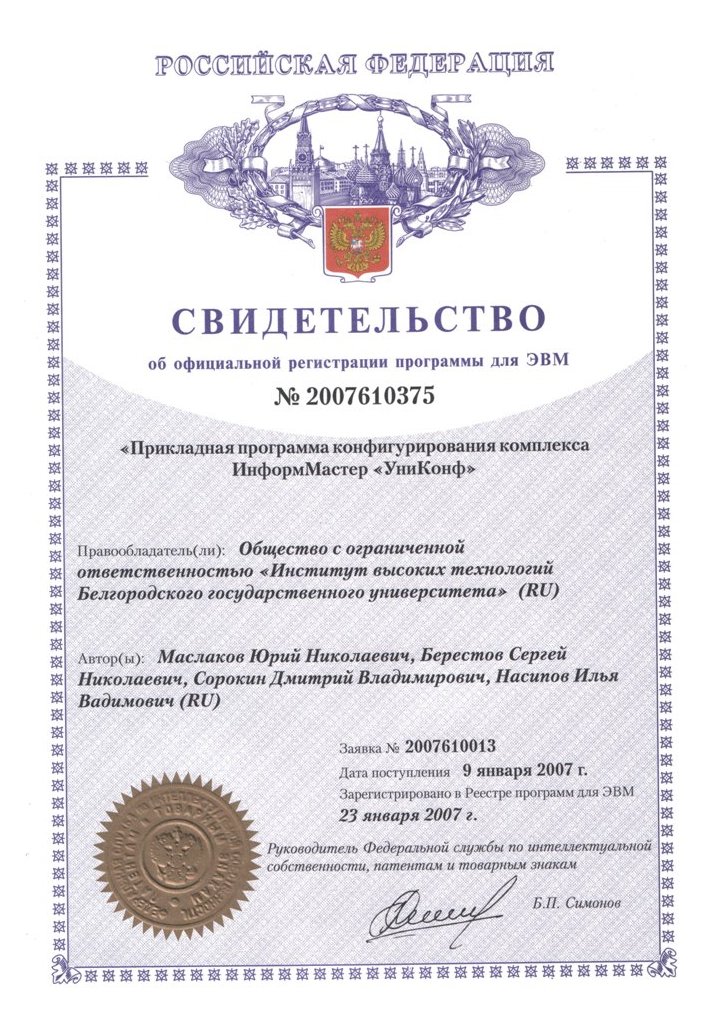 РОССИЙСКАЯ ФЕДЕРАЦИЯ
СВИДЕТЕЛЬСТВО
об официальной регистрации программы для ЭВМ
№ 2007610375
«Прикладная программа конфигурирования комплекса
ИнформМастер «УниКонф»
Правообладатель(ли): Общество с ограниченной
ответственностью «Институт высоких технологий
Белгородского государственного университета» (RU)
Автор(ы): Маслаков Юрий Николаевич, Берестов Сергей
Николаевич, Сорокин Дмитрий Владимирович, Насипов Илья
Вадимович (RU)
Заявка № 2007610013
Дата поступления 9 января 2007 г.
Зарегистрировано в Реестре программ для ЭВМ
23 января 2007 г.
Руководитель Федеральной службы по интеллектуальной
собственности, патентам и товарным знакам
Б.П. Симонов